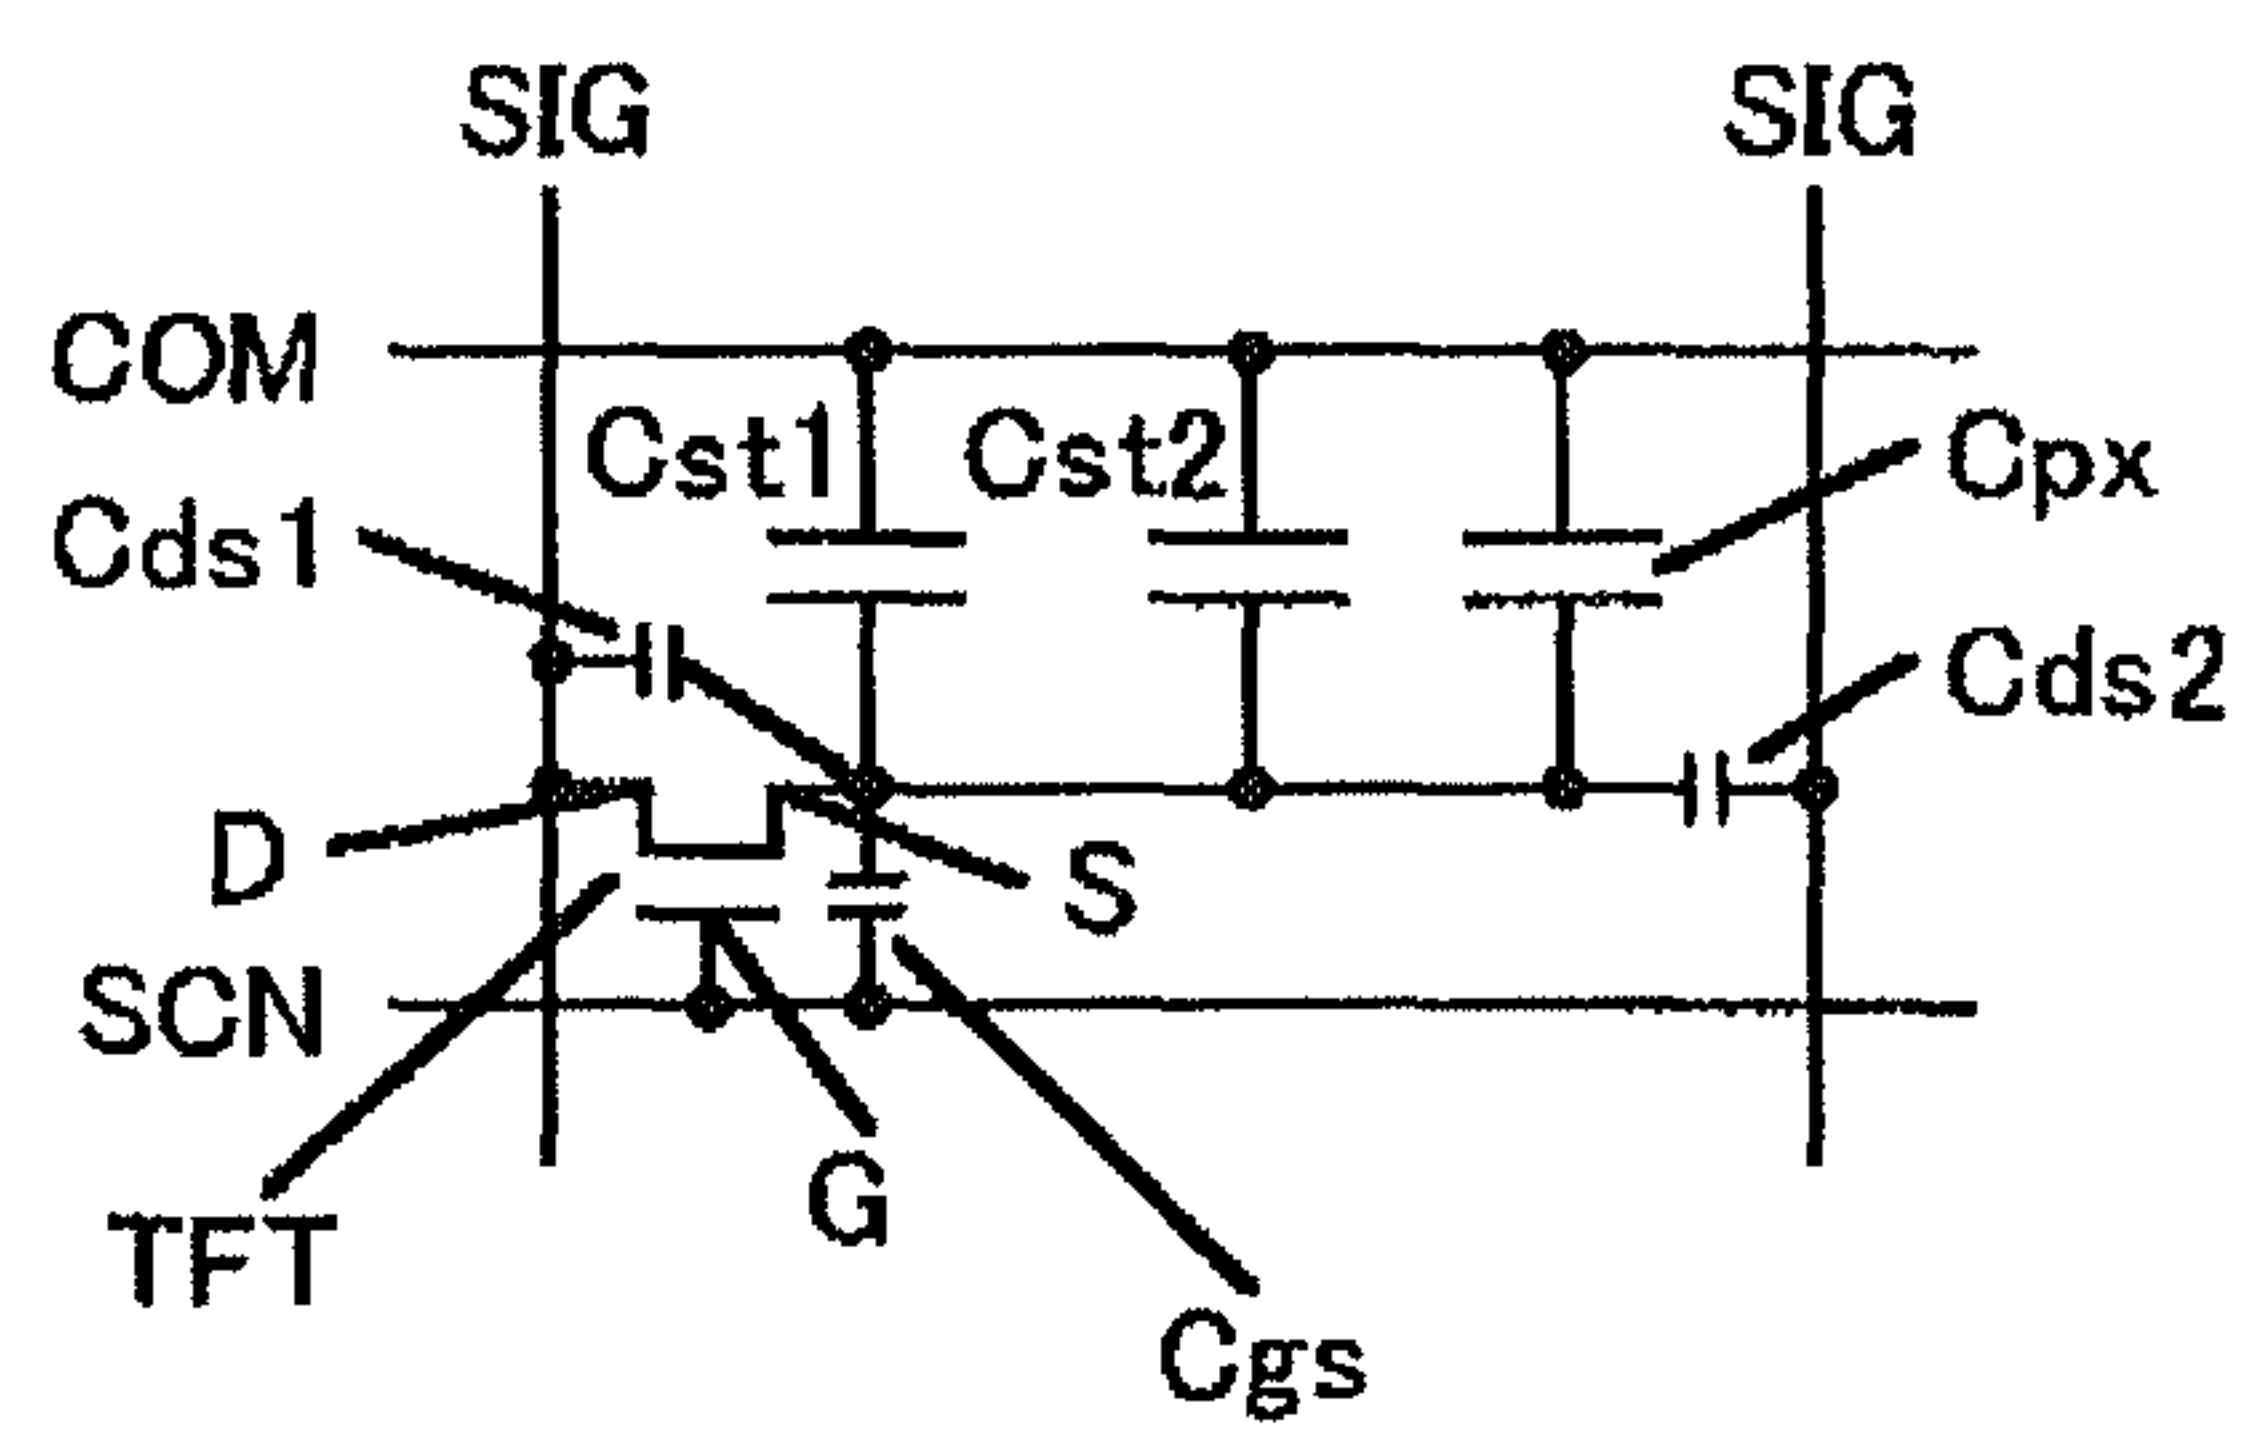 SIG SIG
COM
Cst1 Cst2 Cpx
Cds1
Cds2
D S
SCN
G
TFT
Cgs